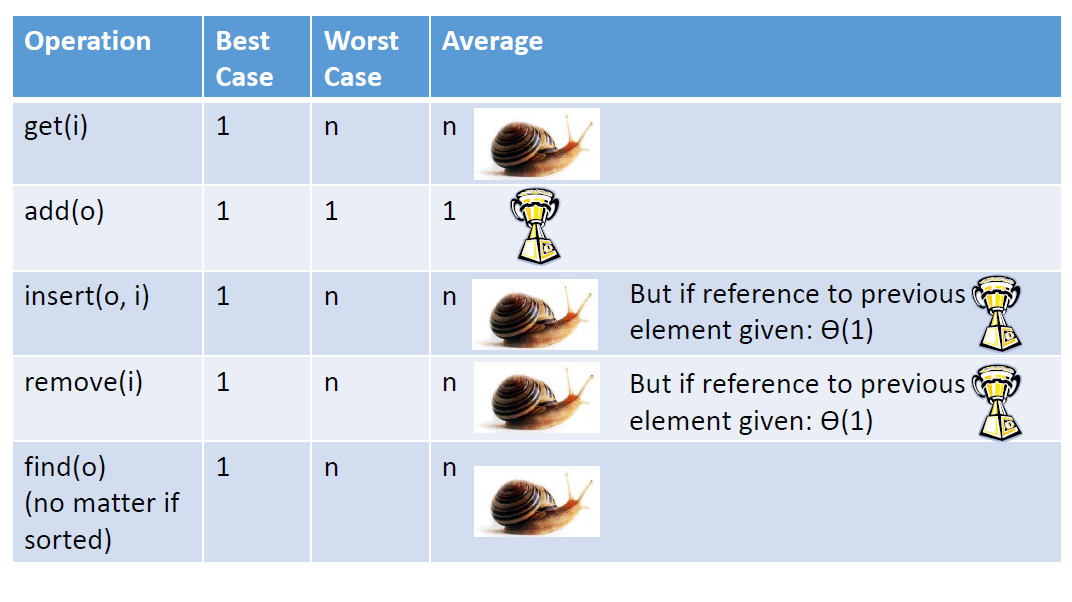 Operation
Best
Case
Worst
Case
Average
get(i)
1
n
n
add(o)
1
1
1
insert(o, i)
1
n
n
But if reference to previous
element given: Ө(1)
remove(i)
1
n
n
But if reference to previous
element given: Ө(1)
find(o)
(no matter if
sorted)
1
n
n